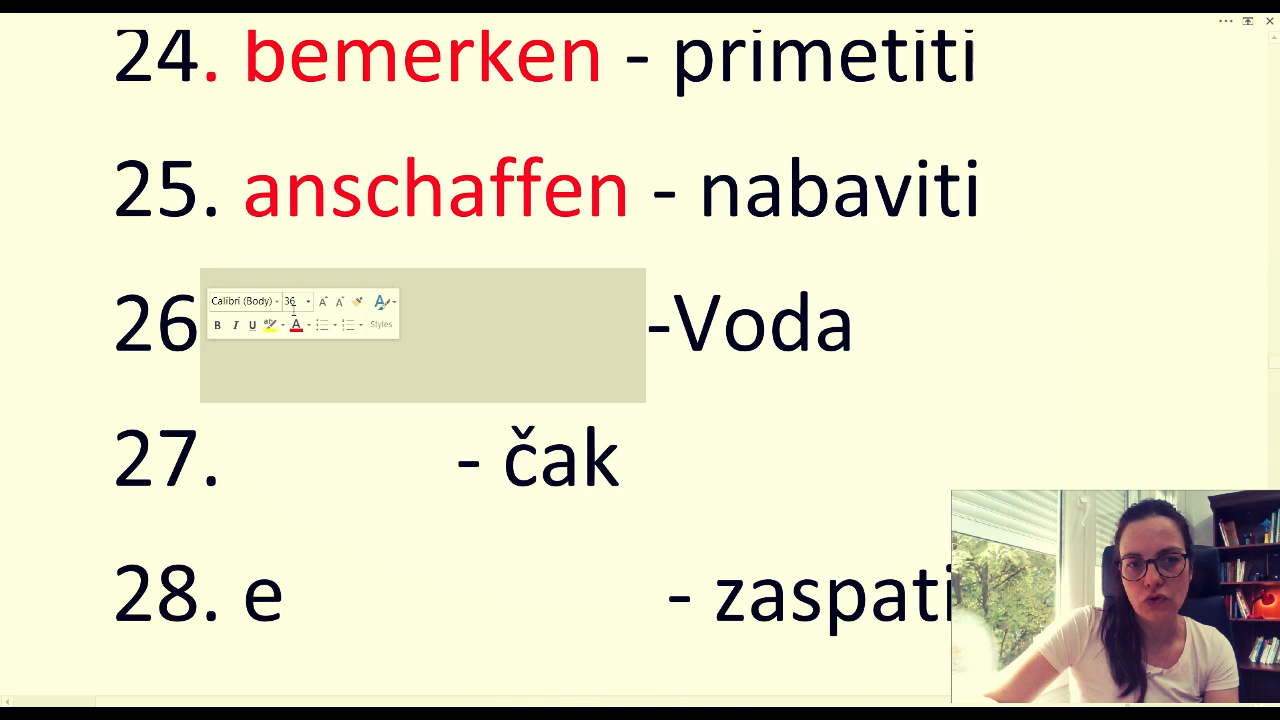 24. bemerken - primetiti
25. anschaffen - nabaviti
26 -Voda
Calibri (Body) 36
B I U Styles
27. - čak
28. e - zaspati